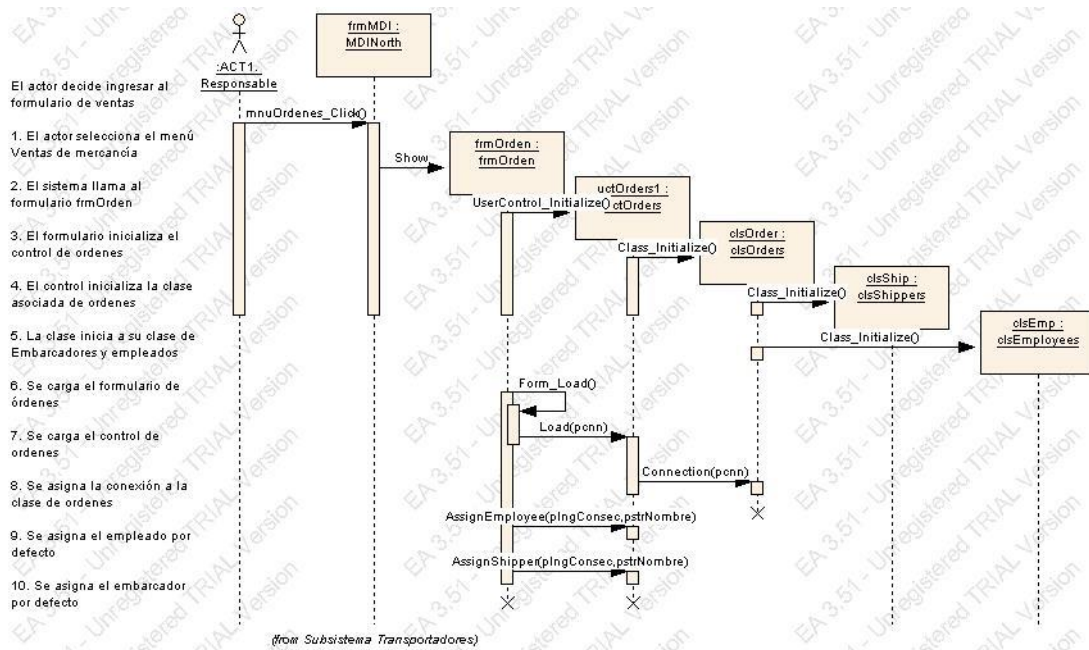 :ACT1.
Responsable
frmMDI :
MDINorth
El actor decide ingresar al
formulario de ventas
mnuOrdenes_Click()
1. El actor selecciona el menú
Ventas de mercancía
Show
frmOrden :
frmOrden
2. El sistema llama al
formulario frmOrden
UserControl_Initialize()
uctOrders1 :
3. El formulario inicializa el
control de ordenes
Class_Initialize()
clsOrder :
clsOrders
4. El control inicializa la clase
asociada de ordenes
Class_Initialize()
clsShip :
clsShippers
5. La clase inicia a su clase de
Embarcadores y empleados
Class_Initialize()
clsEmp :
clsEmployees
6. Se carga el formulario de
órdenes
Form_Load()
7. Se carga el control de
ordenes
Load(pcnn)
8. Se asigna la conexión a la
clase de ordenes
Connection(pcnn)
9. Se asigna el empleado por
defecto
AssignEmployee(plngConsec,pstrNombre)
10. Se asigna el embarcador
por defecto
AssignShipper(plngConsec,pstrNombre)
(from Subsistema Transportadores)
EA 3.51 - Unregistered TRIAL Version